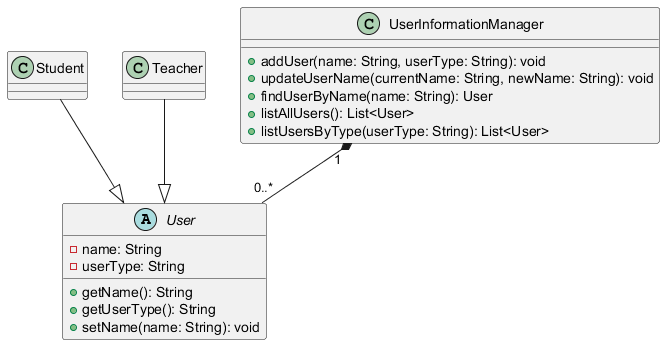 C UserInformationManager
addUser(name: String, userType: String): void
updateUserName(currentName: String, newName: String): void
findUserByName(name: String): User
listAllUsers(): List<User>
listUsersByType(userType: String): List<User>
C Student
C Teacher
1
0..*
A User
name: String
userType: String
getName(): String
getUserType(): String
setName(name: String): void